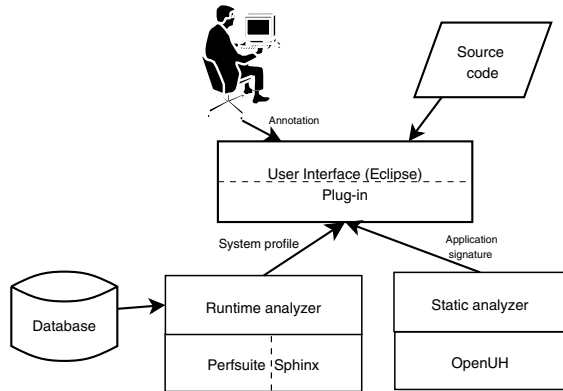 Source
code
Annotation
User Interface (Eclipse)
Plug-in
System profile
Application
signature
Database
Runtime analyzer
Static analyzer
Perfsuite Sphinx
OpenUH